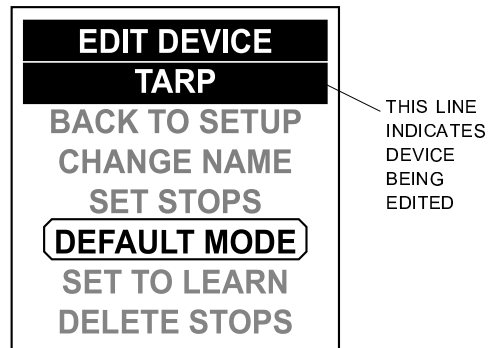 EDIT DEVICE
TARP
BACK TO SETUP
CHANGE NAME
SET STOPS
DEFAULT MODE
SET TO LEARN
DELETE STOPS
THIS LINE
INDICATES
DEVICE
BEING
EDITED